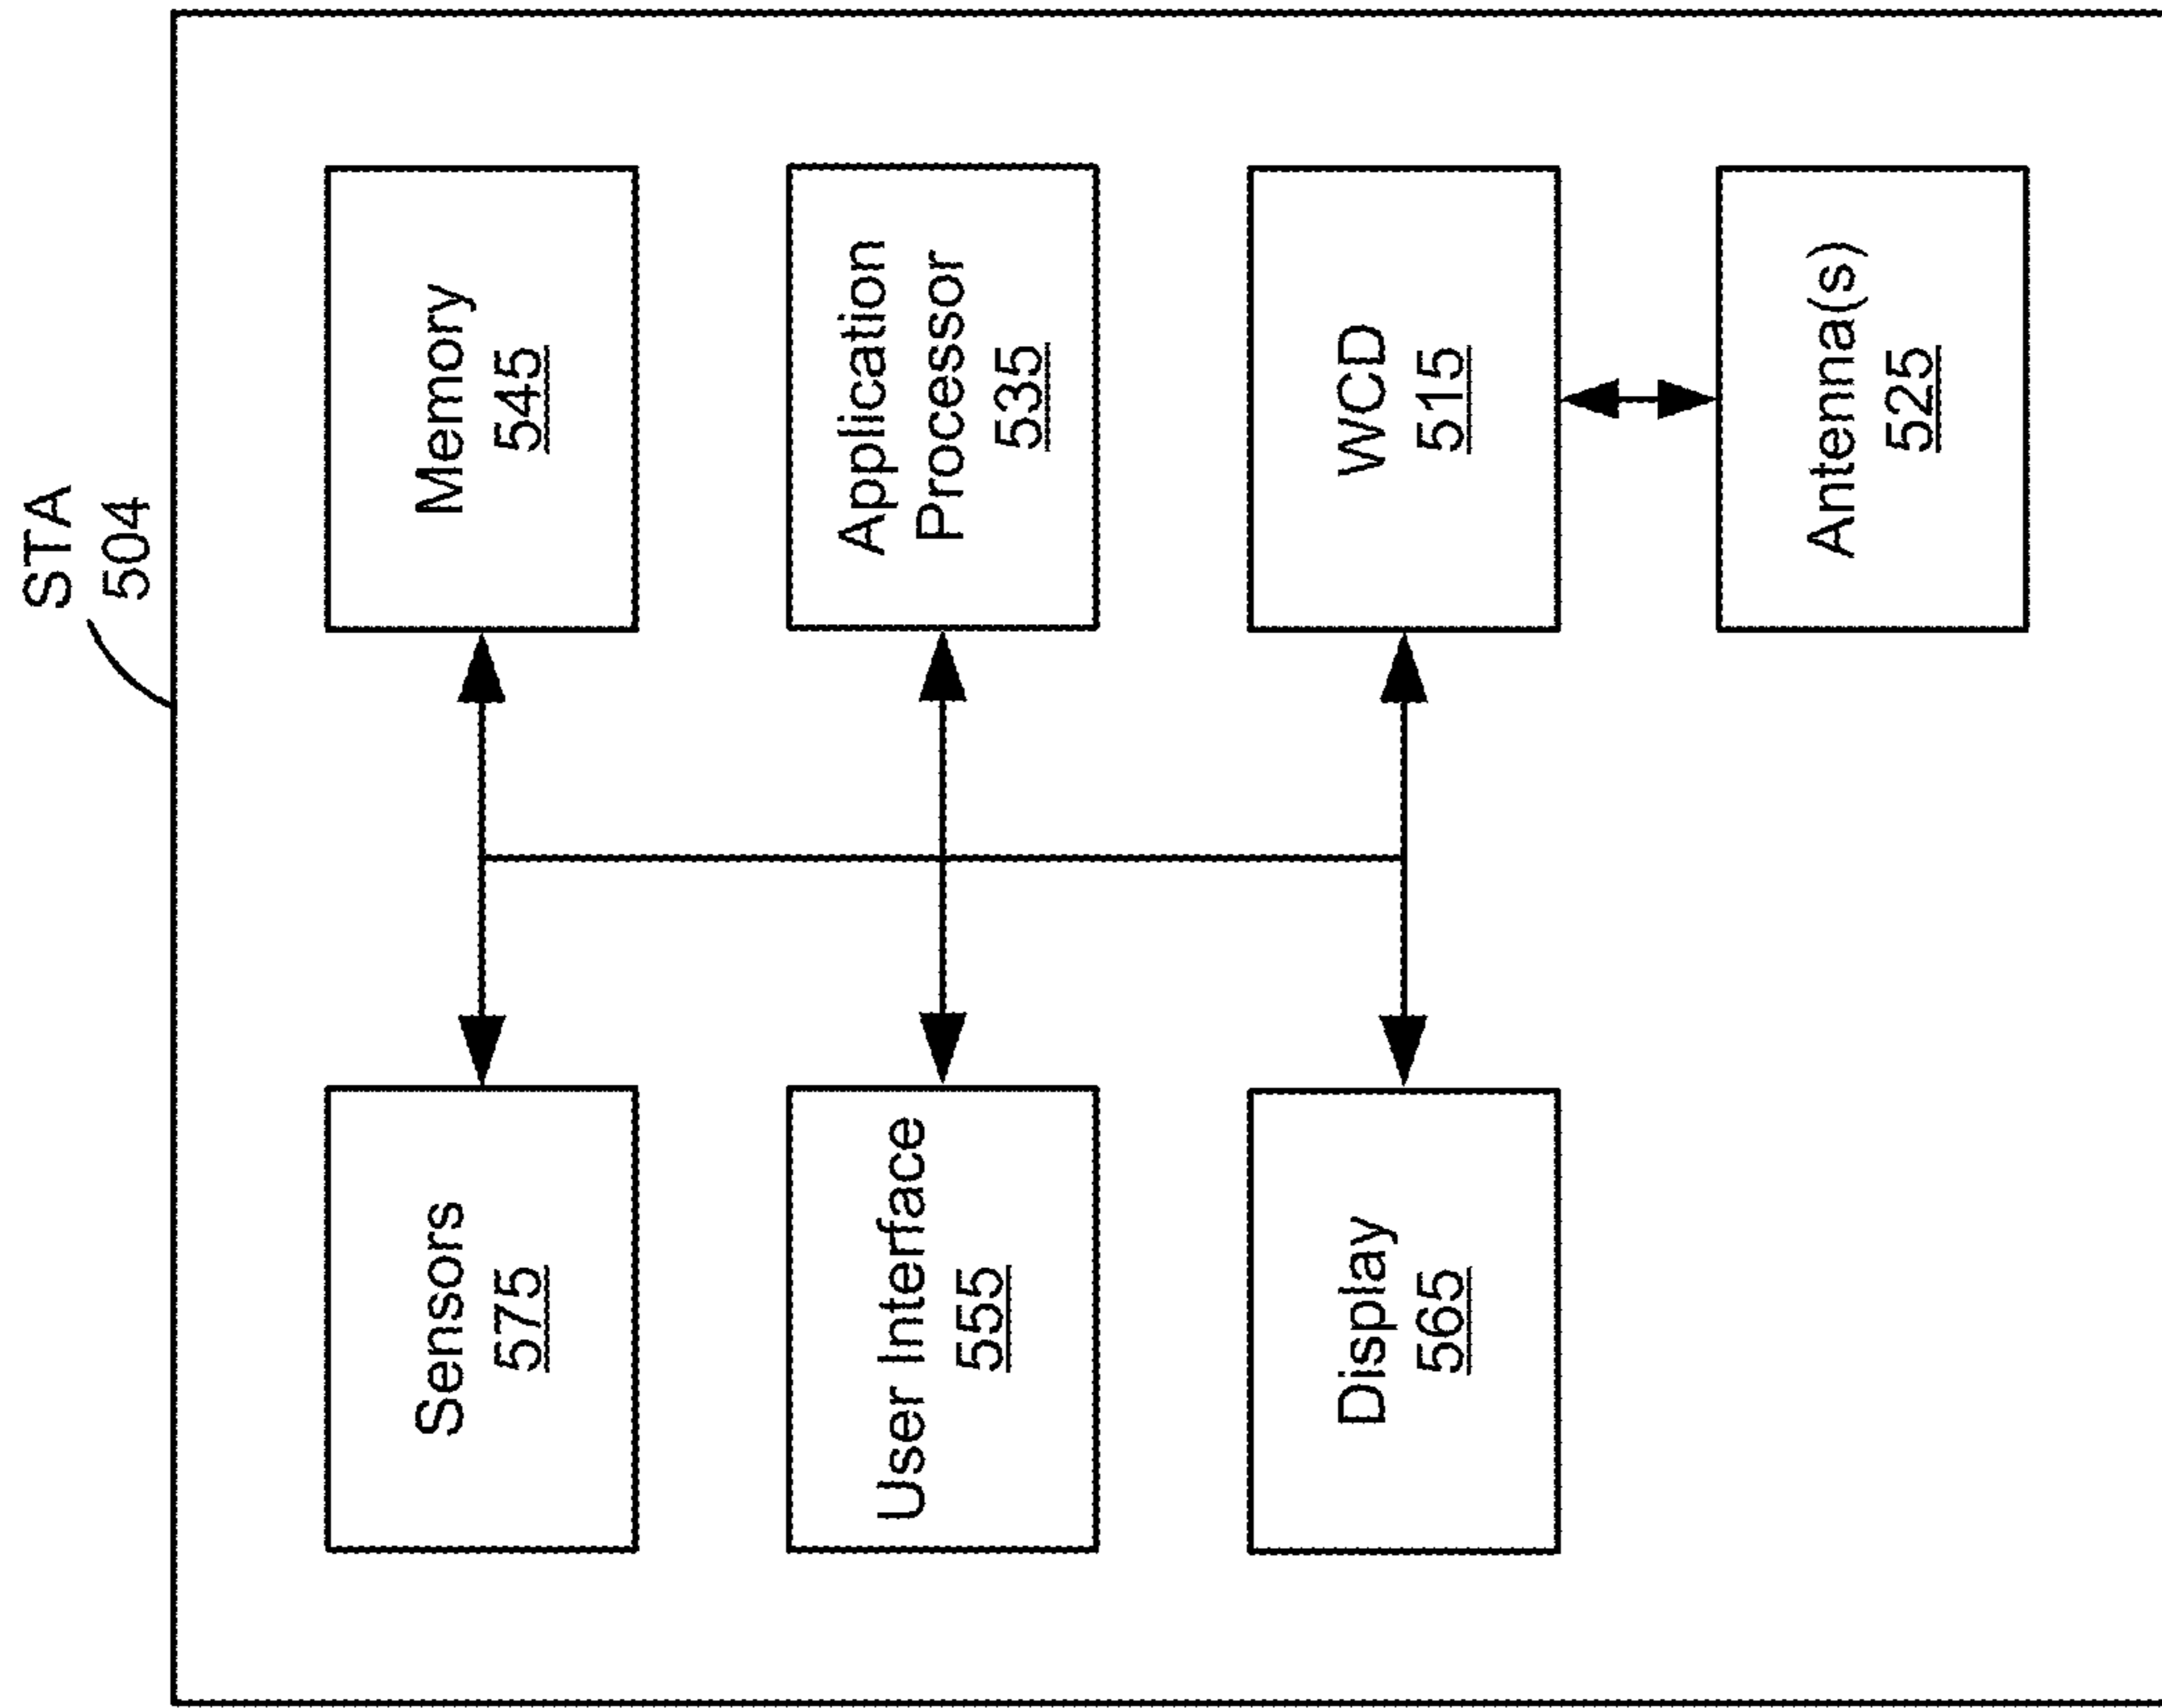 STA
504
Sensors
575
Memory
545
User Interface
555
Application
Processor
535
Display
565
WCD
515
Antenna(s)
525